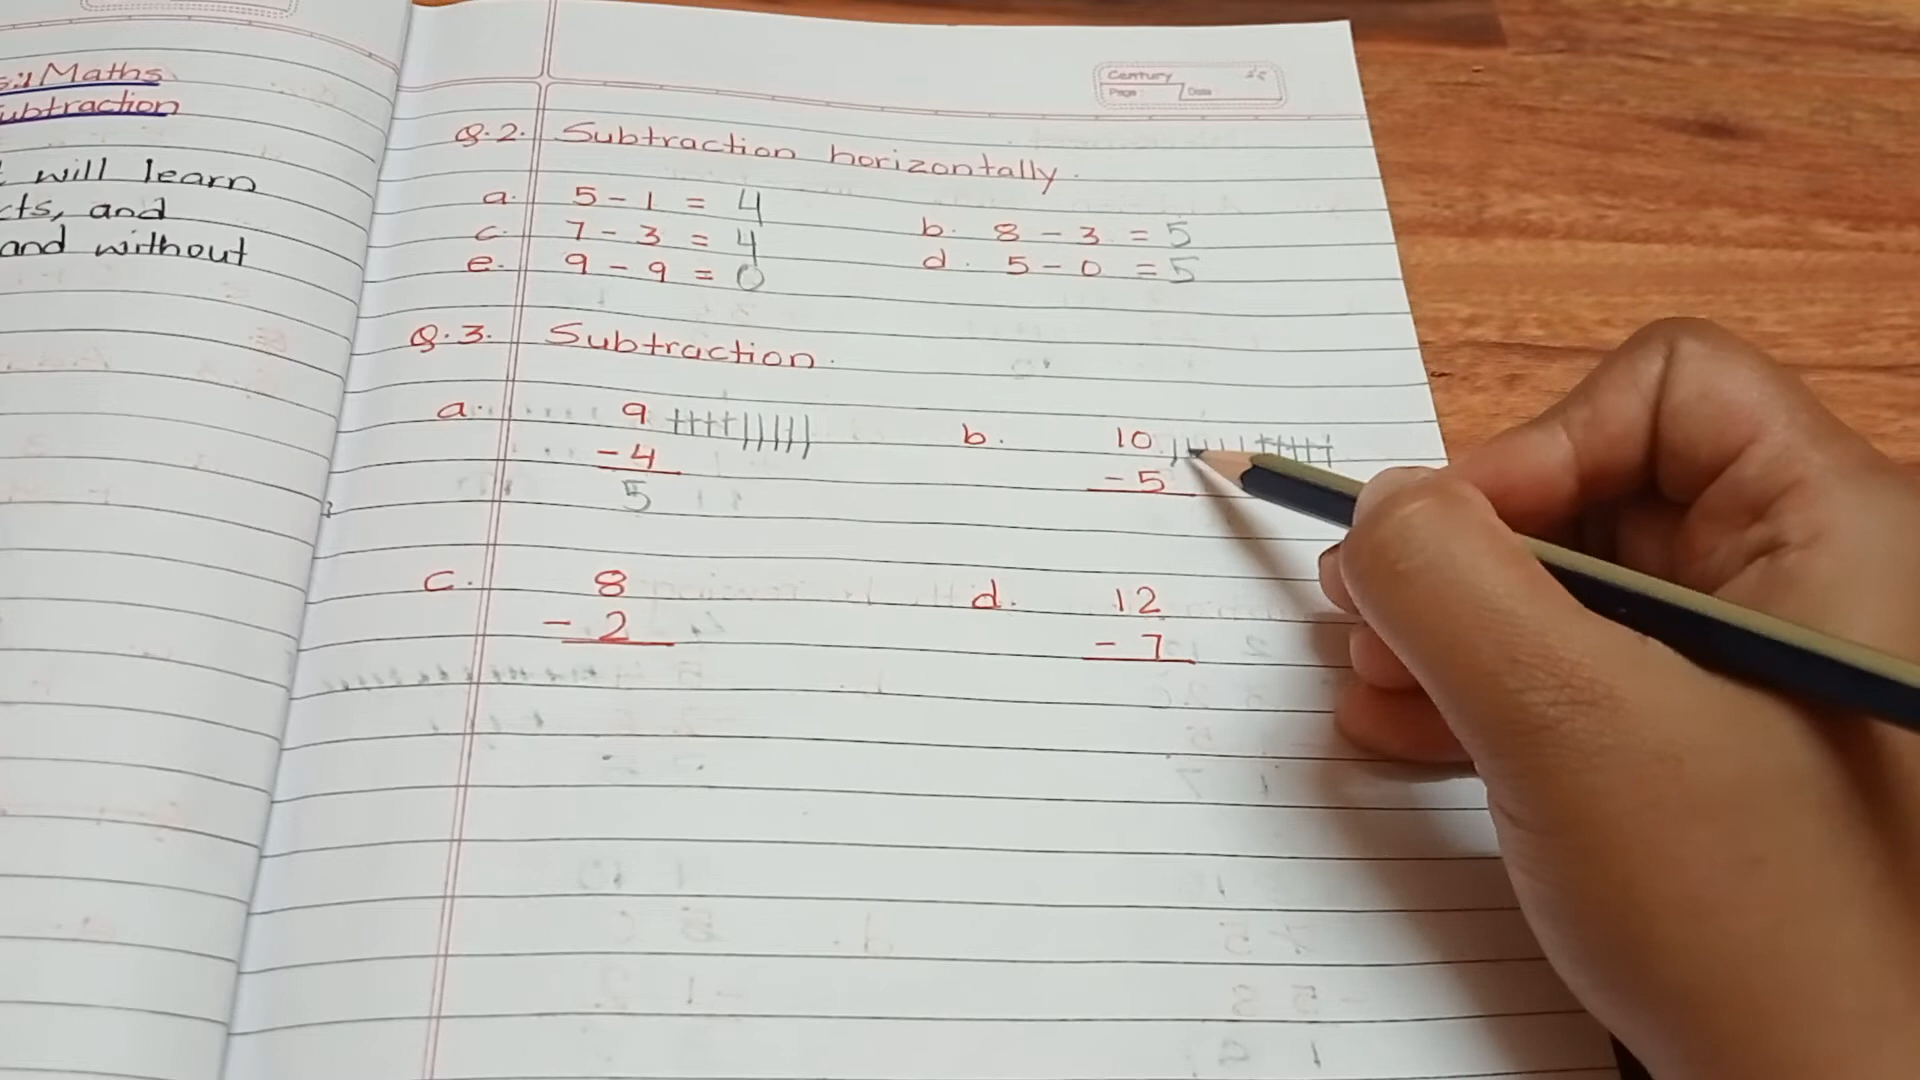 Maths
ubtraction
will learn
cts, and
and without
Century
Page Date
Q.2. Subtraction horizontally.
a. 5 - 1 = 4
b. 8 - 3 = 5
c. 7 - 3 = 4
d. 5 - 0 = 5
e. 9 - 9 = 0
Q.3. Subtraction.
a. 9
- 4
5
b. 10
- 5
c. 8
- 2
d. 12
- 7